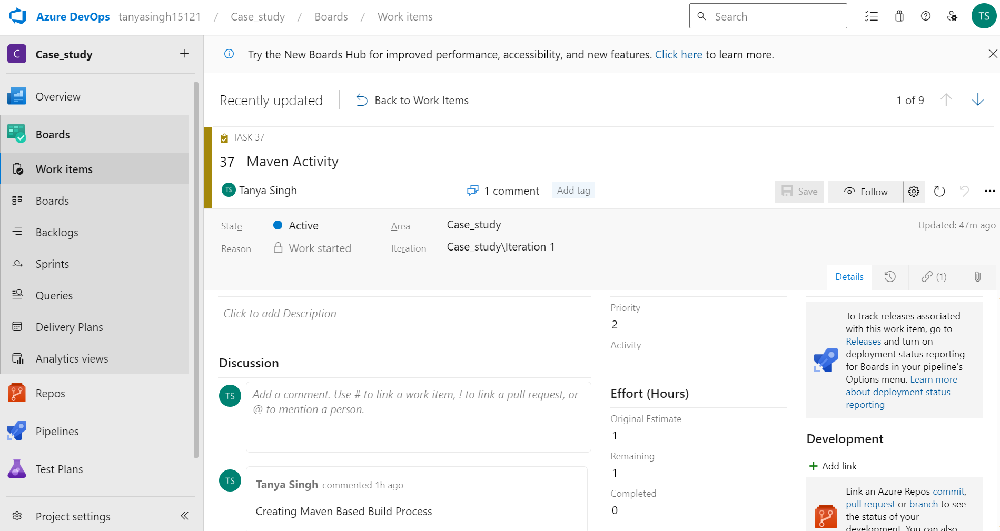 Azure DevOps tanyasingh15121 / Case_study / Boards / Work items
Search
TS
C Case_study
Overview
Boards
Work items
Boards
Backlogs
Sprints
Queries
Delivery Plans
Analytics views
Repos
Pipelines
Test Plans
Project settings
Try the New Boards Hub for improved performance, accessibility, and new features. Click here to learn more.
Recently updated
Back to Work Items
1 of 9
TASK 37
37 Maven Activity
TS Tanya Singh
1 comment
Add tag
Save
Follow
State
Active
Area
Case_study
Updated: 47m ago
Reason
Work started
Iteration
Case_study\Iteration 1
Details
(1)
Click to add Description
Discussion
TS
Add a comment. Use # to link a work item, ! to link a pull request, or
@ to mention a person.
TS
Tanya Singh commented 1h ago
Creating Maven Based Build Process
Priority
2
Activity
Effort (Hours)
Original Estimate
1
Remaining
1
Completed
0
To track releases associated
with this work item, go to
Releases and turn on
deployment status reporting
for Boards in your pipeline's
Options menu. Learn more
about deployment status
reporting
Development
Add link
Link an Azure Repos commit,
pull request or branch to see
the status of your
development. You can also